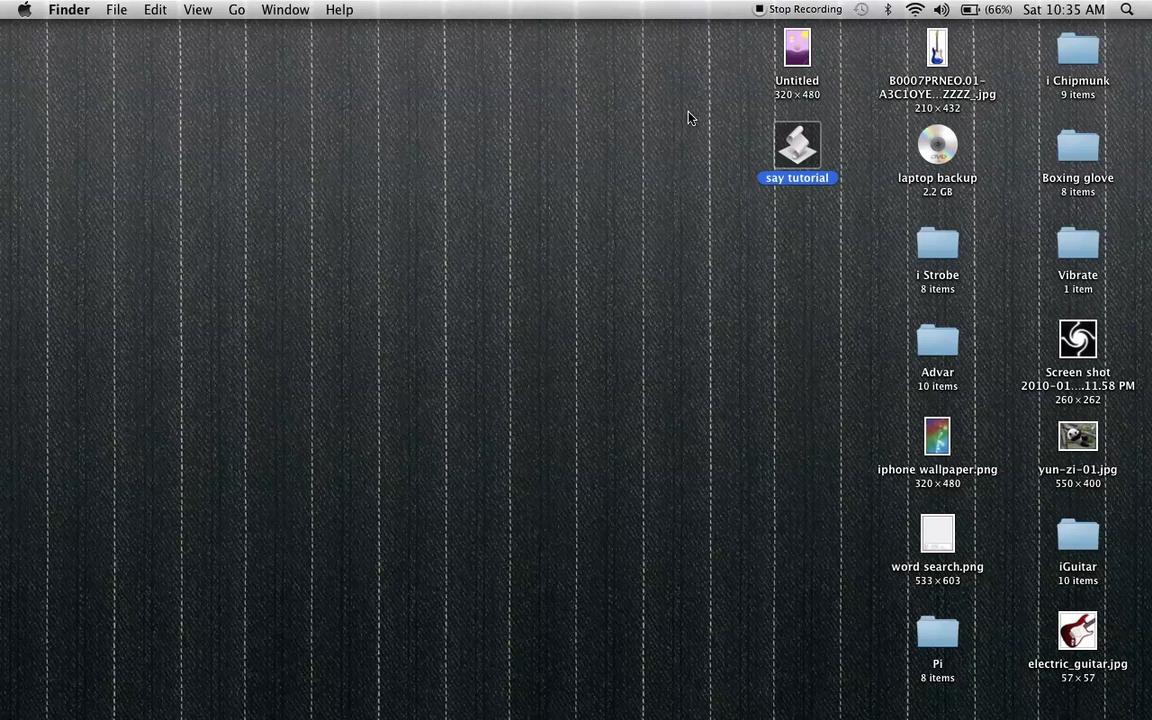 Finder File Edit View Go Window Help Stop Recording (66%) Sat 10:35 AM
Untitled
320×480
B0007PRNEO.01-
A3C1OYE...ZZZZ_.jpg
210×432
i Chipmunk
9 items
say tutorial
laptop backup
2.2 GB
Boxing glove
8 items
i Strobe
8 items
Vibrate
1 item
Advar
10 items
Screen shot
2010-01....11.58 PM
260×262
iphone wallpaper.png
320×480
yun-zi-01.jpg
550×400
word search.png
533×603
iGuitar
10 items
Pi
8 items
electric_guitar.jpg
57×57